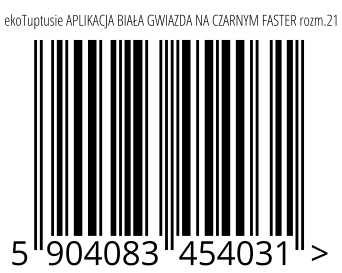 ekoTuptusie APLIKACJA BIAŁA GWIAZDA NA CZARNYM FASTER rozm.21
5 904083 454031 >